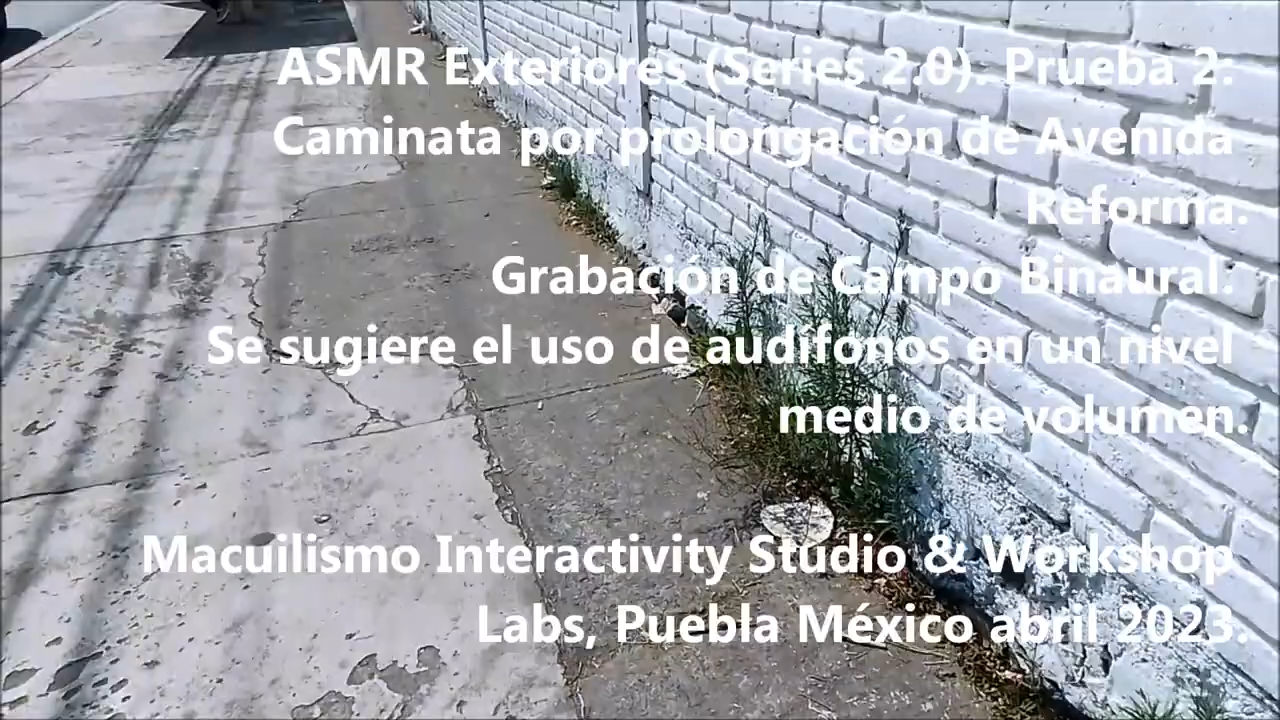 ASMR Exteriores (Series 2.0). Prueba 2:
Caminata por prolongación de Avenida
Reforma.
Grabación de Campo Binaural.
Se sugiere el uso de audífonos en un nivel
medio de volumen.
Macuilismo Interactivity Studio & Workshop
Labs, Puebla México abril 2023.